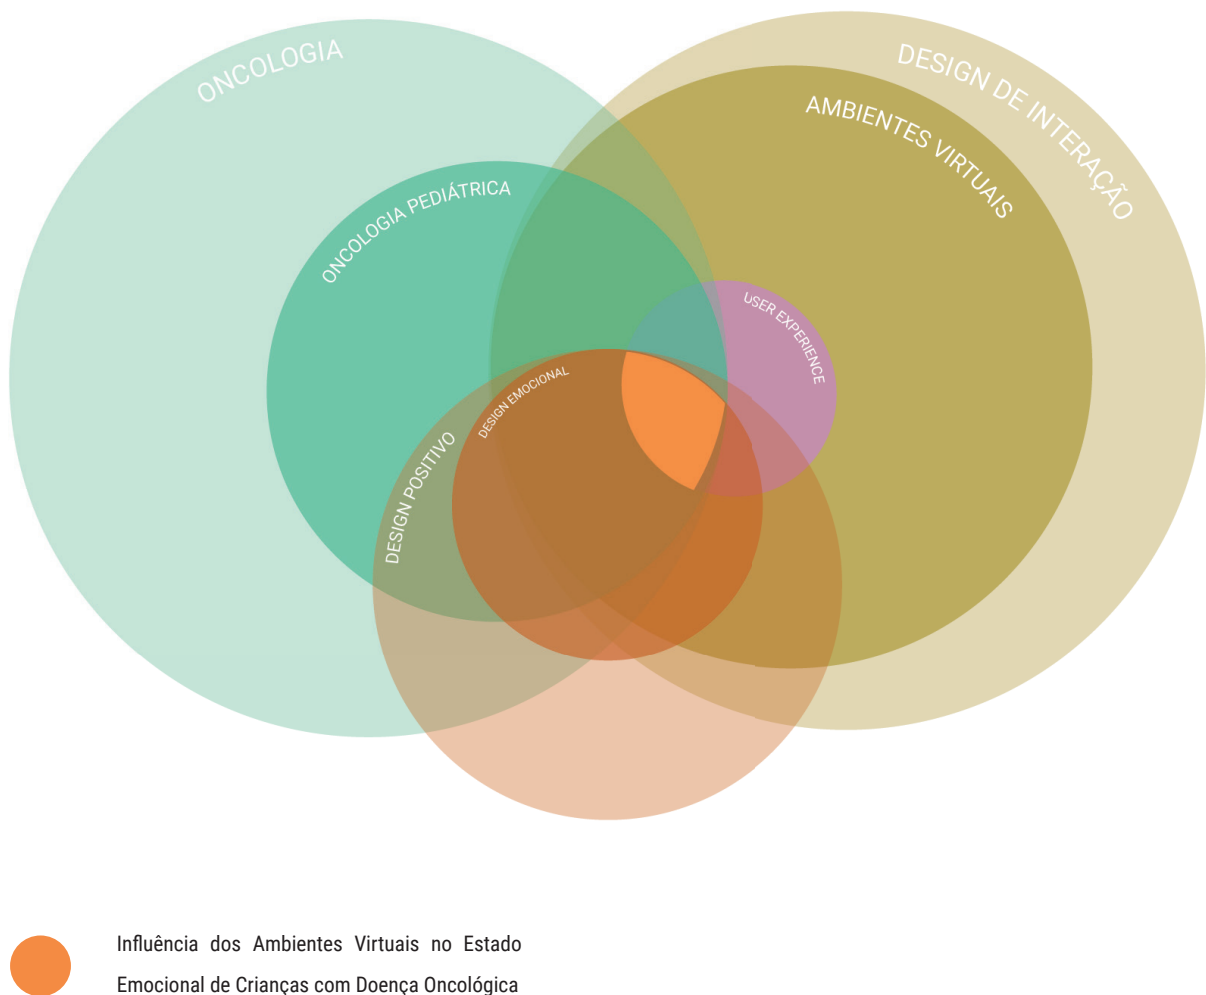 ONCOLOGIA
DESIGN DE INTERAÇÃO
AMBIENTES VIRTUAIS
ONCOLOGIA PEDIÁTRICA
USER EXPERIENCE
DESIGN EMOCIONAL
DESIGN POSITIVO
Influência dos Ambientes Virtuais no Estado
Emocional de Crianças com Doença Oncológica